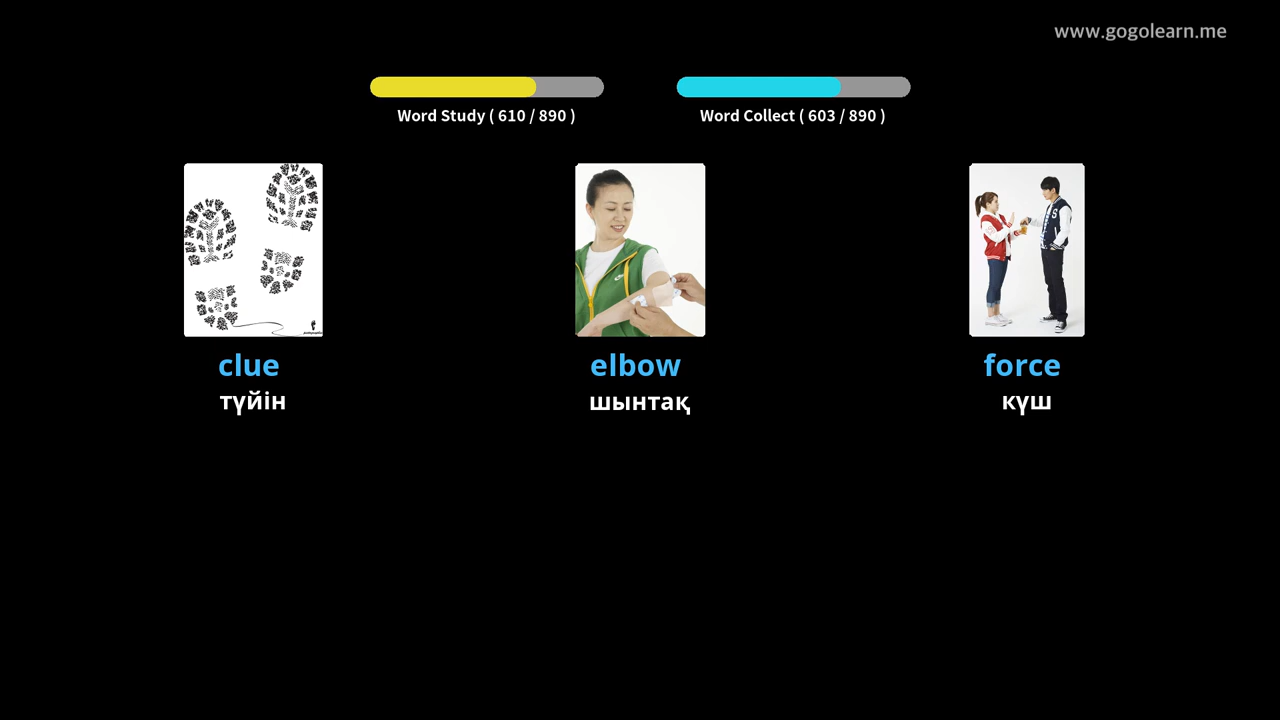 www.gogolearn.me
Word Study ( 610 / 890 )
Word Collect ( 603 / 890 )
clue
elbow
force
түйін
шынтақ
күш